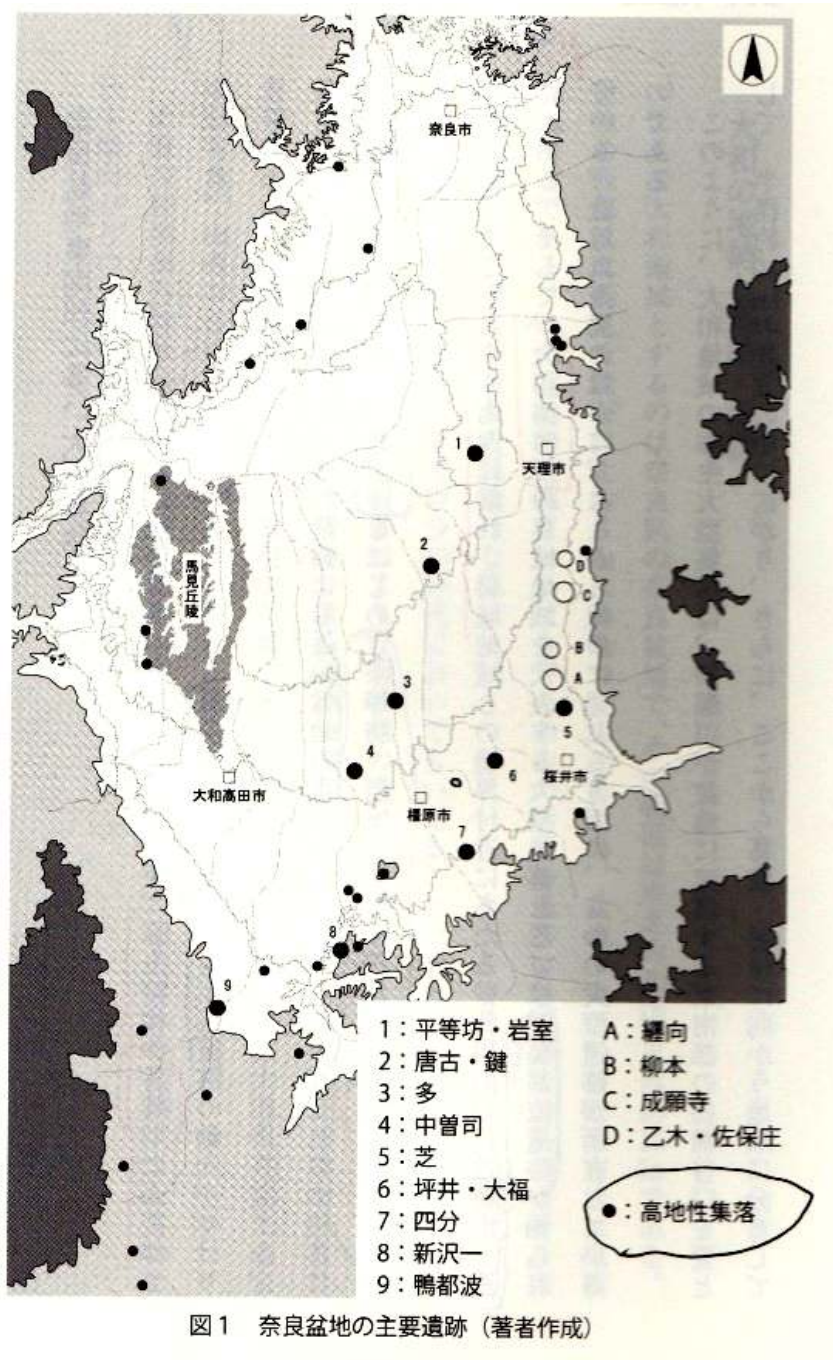 奈良市
1
天理市
2
D
C
馬見丘陵
B
A
3
5
4
6
桜井市
大和高田市
橿原市
7
8
9
1：平等坊・岩室
2：唐古・鍵
3：多
4：中曽司
5：芝
6：坪井・大福
7：四分
8：新沢一
9：鴨都波
A：纒向
B：柳本
C：成願寺
D：乙木・佐保庄
●：高地性集落
図1　奈良盆地の主要遺跡（著者作成）